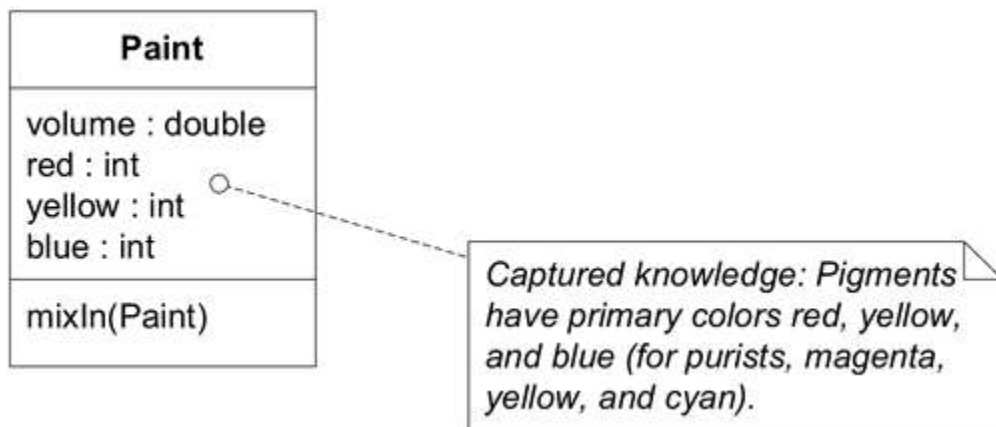 Paint
volume : double
red : int
yellow : int
blue : int
mixIn(Paint)
Captured knowledge: Pigments
have primary colors red, yellow,
and blue (for purists, magenta,
yellow, and cyan).